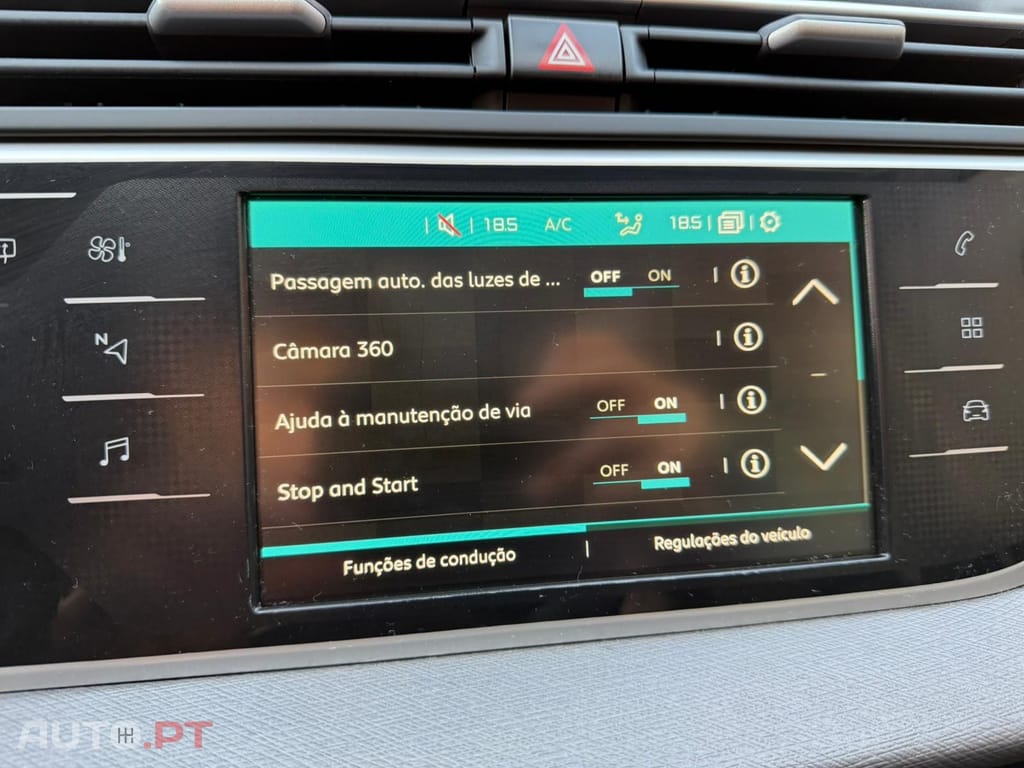 18.5 A/C 18.5
Passagem auto. das luzes de ... OFF ON
Câmara 360
Ajuda à manutenção de via OFF ON
Stop and Start OFF ON
Funções de condução Regulações do veículo
N
AUTO.PT